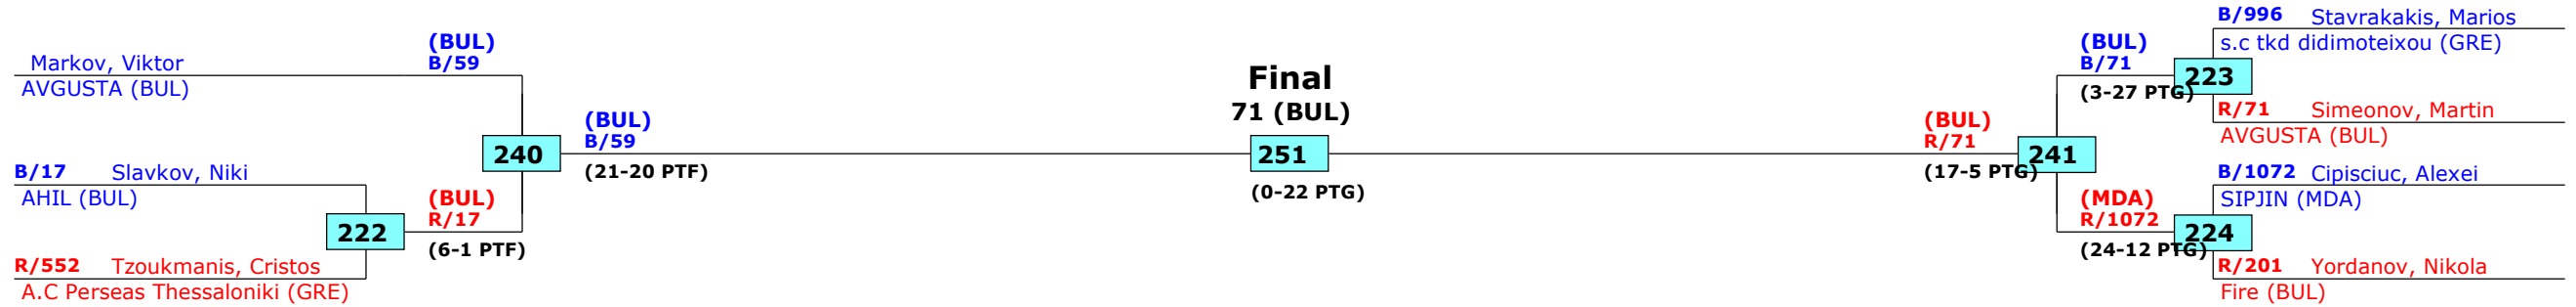 (BUL)
B/59
Markov, Viktor
AVGUSTA (BUL)
B/17 Slavkov, Niki
AHIL (BUL)
222
R/552 Tzoukmanis, Cristos
A.C Perseas Thessaloniki (GRE)
(BUL)
R/17
(6-1 PTF)
240
(BUL)
B/59
(21-20 PTF)
Final
71 (BUL)
251
(0-22 PTG)
(BUL)
R/71
(17-5 PTG)
241
(BUL)
B/71
(3-27 PTG)
223
(MDA)
R/1072
(24-12 PTG)
224
B/996 Stavrakakis, Marios
s.c tkd didimoteixou (GRE)
R/71 Simeonov, Martin
AVGUSTA (BUL)
B/1072 Cipisciuc, Alexei
SIPJIN (MDA)
R/201 Yordanov, Nikola
Fire (BUL)